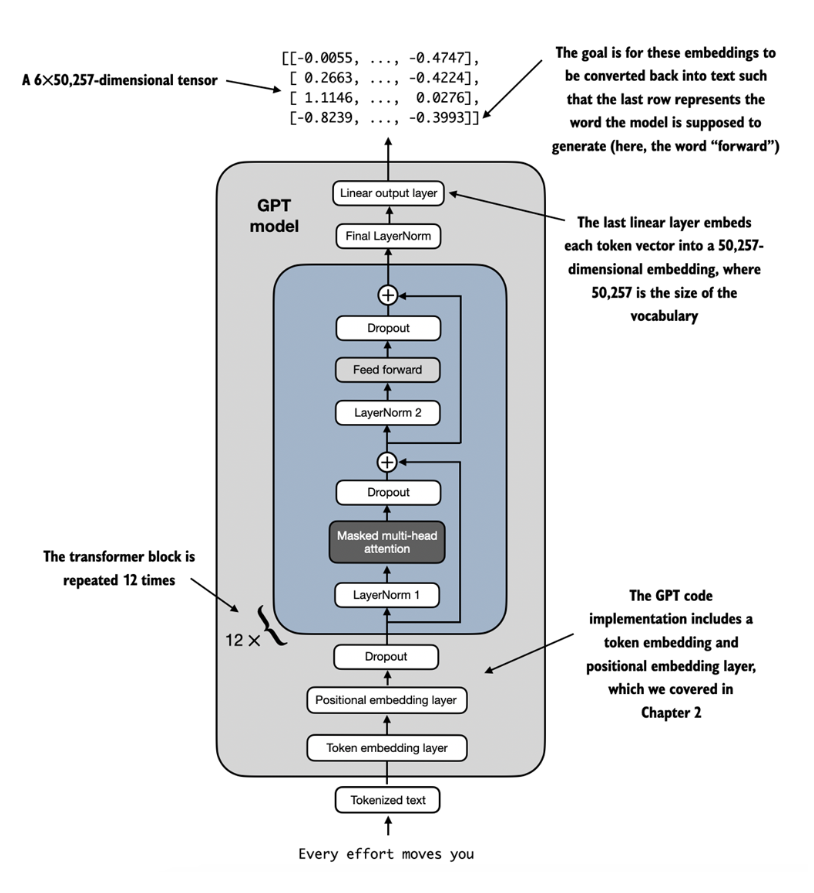 [[-0.0055, ..., -0.4747],
[ 0.2663, ..., -0.4224],
[ 1.1146, ...,  0.0276],
[-0.8239, ..., -0.3993]]
A 6×50,257-dimensional tensor
The goal is for these embeddings to
be converted back into text such
that the last row represents the
word the model is supposed to
generate (here, the word “forward”)
GPT
model
Linear output layer
Final LayerNorm
The last linear layer embeds
each token vector into a 50,257-
dimensional embedding, where
50,257 is the size of the
vocabulary
+
Dropout
Feed forward
LayerNorm 2
+
Dropout
Masked multi-head
attention
LayerNorm 1
The transformer block is
repeated 12 times
12 ×
{
Dropout
Positional embedding layer
Token embedding layer
The GPT code
implementation includes a
token embedding and
positional embedding layer,
which we covered in
Chapter 2
Tokenized text
Every effort moves you